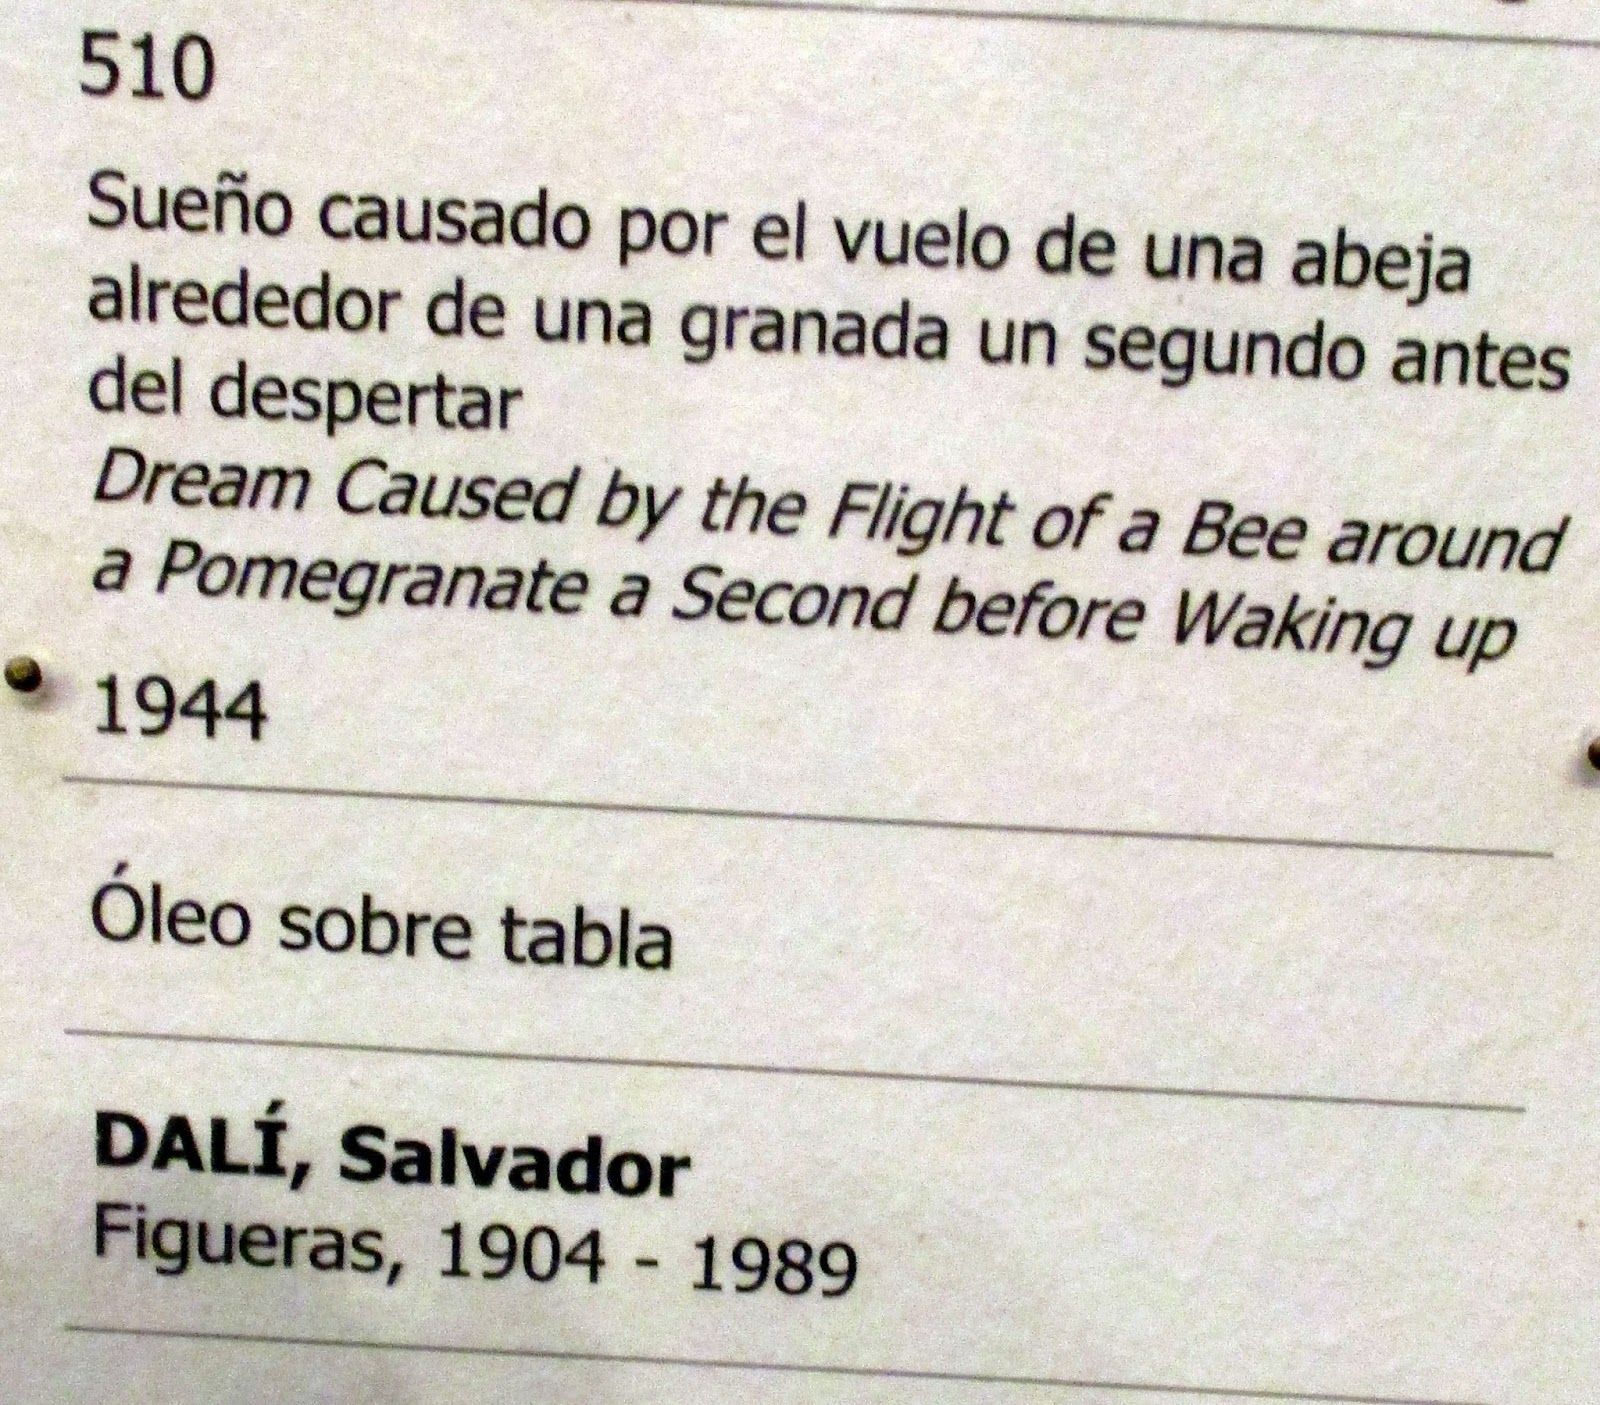 510
Sueño causado por el vuelo de una abeja
alrededor de una granada un segundo antes
del despertar
Dream Caused by the Flight of a Bee around
a Pomegranate a Second before Waking up
1944
Óleo sobre tabla
DALÍ, Salvador
Figueras, 1904 - 1989